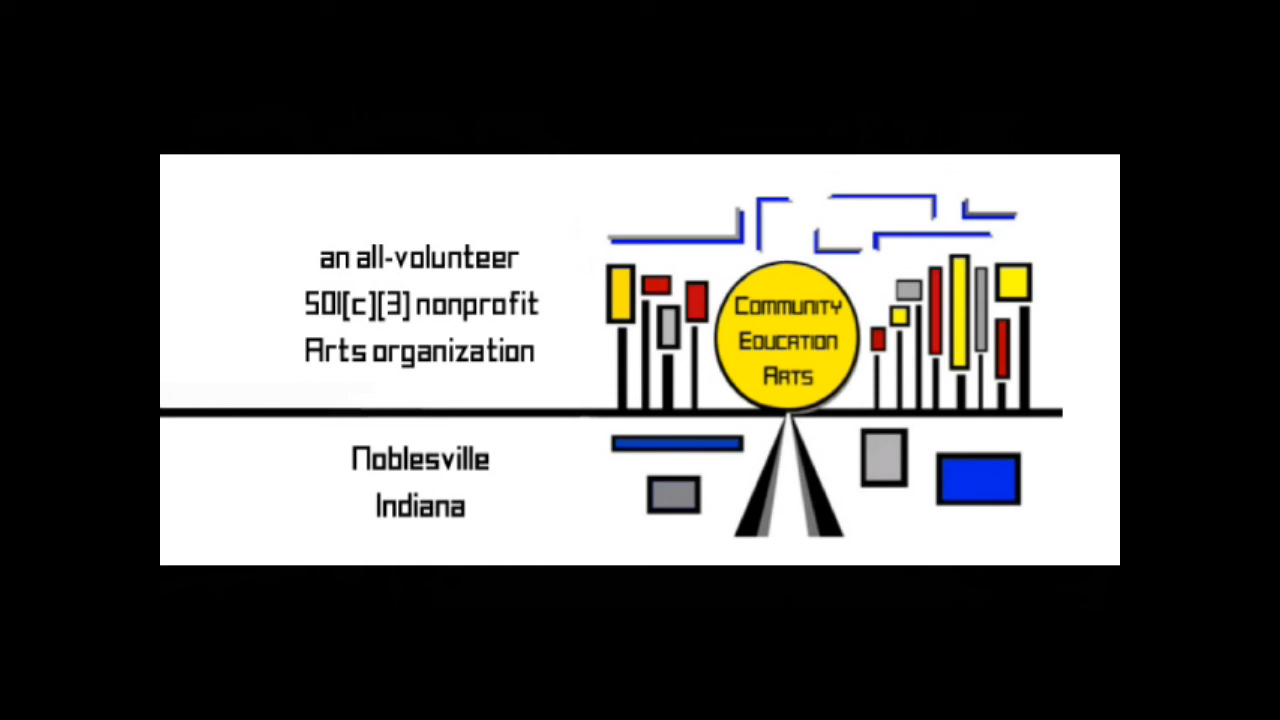 an all-volunteer
501[c][3] nonprofit
Arts organization
Noblesville
Indiana
Community
Education
Arts